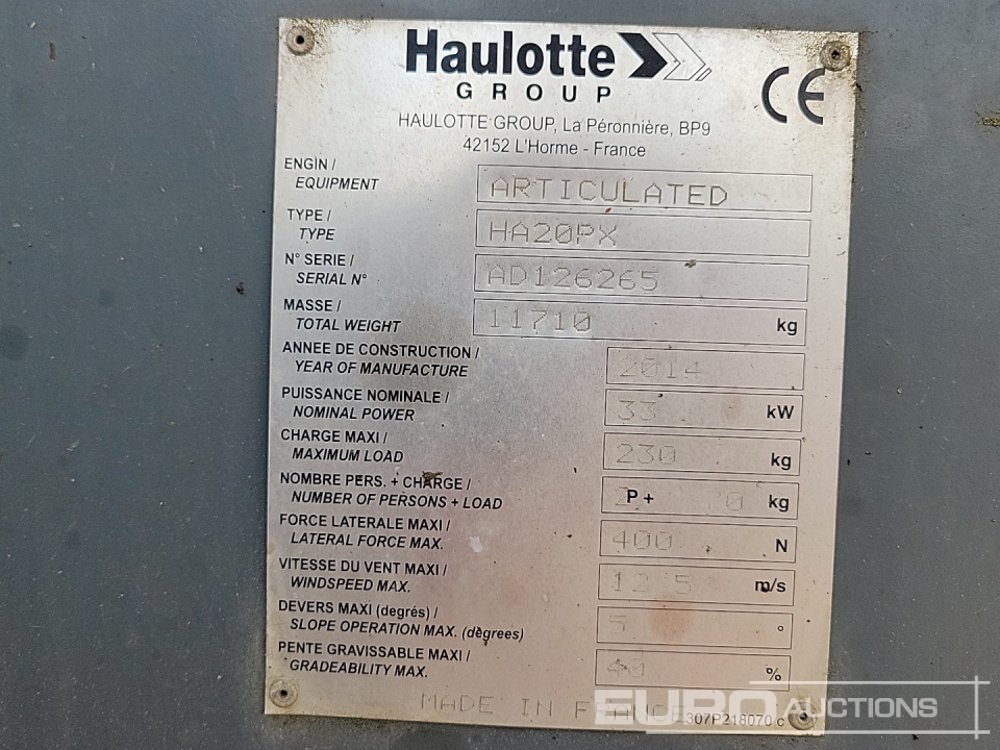 Haulotte
GROUP
CE
HAULOTTE GROUP, La Péronnière, BP9
42152 L'Horme - France
ENGIN /
EQUIPMENT
ARTICULATED
TYPE /
TYPE
HA20PX
N° SERIE /
SERIAL N°
AD126265
MASSE /
TOTAL WEIGHT
11710 kg
ANNEE DE CONSTRUCTION /
YEAR OF MANUFACTURE
2014
PUISSANCE NOMINALE /
NOMINAL POWER
33 kW
CHARGE MAXI /
MAXIMUM LOAD
230 kg
NOMBRE PERS. + CHARGE /
NUMBER OF PERSONS + LOAD
P + kg
FORCE LATERALE MAXI /
LATERAL FORCE MAX.
400 N
VITESSE DU VENT MAXI /
WINDSPEED MAX.
12.5 m/s
DEVERS MAXI (degrés) /
SLOPE OPERATION MAX. (degrees)
5 °
PENTE GRAVISSABLE MAXI /
GRADEABILITY MAX.
40 %
MADE IN FRANCE
307P218070 c
EURO AUCTIONS